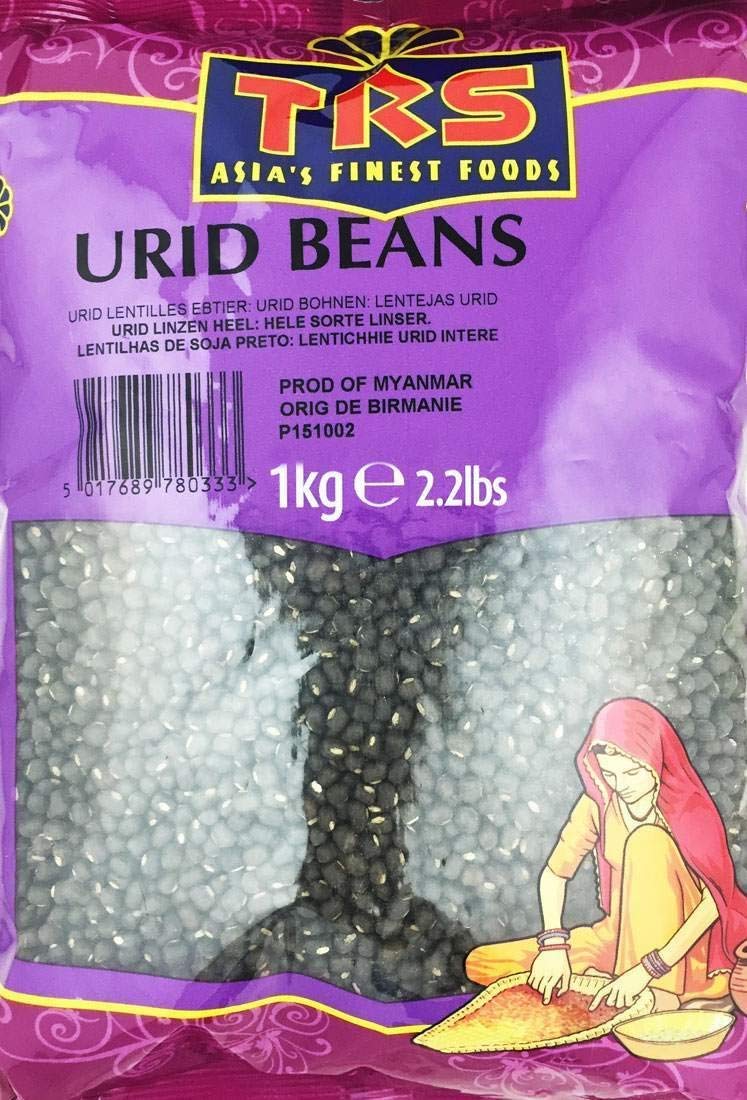 TRS
ASIA'S FINEST FOODS
URID BEANS
URID LENTILLES EBTIER: URID BOHNEN: LENTEJAS URID
URID LINZEN HEEL: HELE SORTE LINSER.
LENTILHAS DE SOJA PRETO: LENTICHHIE URID INTERE
PROD OF MYANMAR
ORIG DE BIRMANIE
P151002
5 017689 780333 >
1kg e 2.2lbs